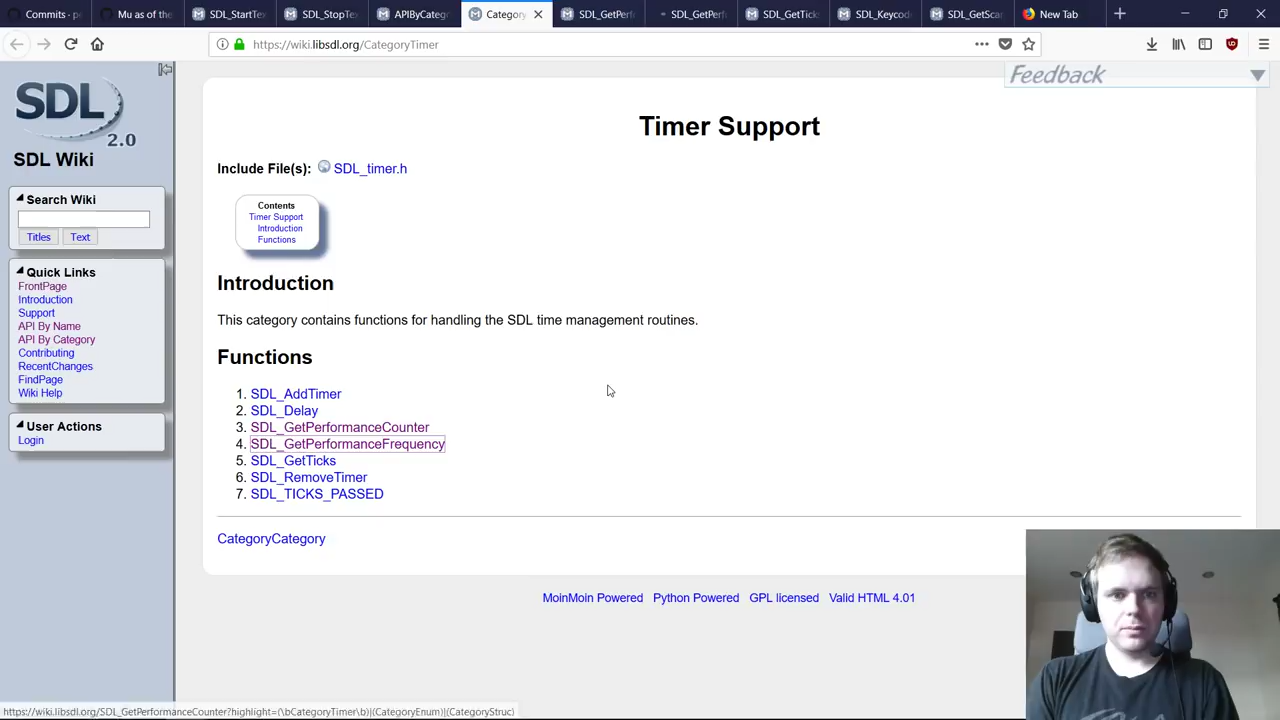 Commits - p
Mu as of the
SDL_StartTex
SDL_StopTex
APIByCateg
Categor
SDL_GetPerf
SDL_GetPerf
SDL_GetTick
SDL_Keycod
SDL_GetScar
New Tab
https://wiki.libsdl.org/CategoryTimer
Feedback
SDL
2.0
SDL Wiki
Search Wiki
Titles
Text
Quick Links
FrontPage
Introduction
Support
API By Name
API By Category
Contributing
RecentChanges
FindPage
Wiki Help
User Actions
Login
Timer Support
Include File(s): SDL_timer.h
Contents
Timer Support
Introduction
Functions
Introduction
This category contains functions for handling the SDL time management routines.
Functions
1. SDL_AddTimer
2. SDL_Delay
3. SDL_GetPerformanceCounter
4. SDL_GetPerformanceFrequency
5. SDL_GetTicks
6. SDL_RemoveTimer
7. SDL_TICKS_PASSED
CategoryCategory
MoinMoin Powered
Python Powered
GPL licensed
Valid HTML 4.01
https://wiki.libsdl.org/SDL_GetPerformanceCounter?highlight=(\bCategoryTimer\b)|(CategoryEnum)|(CategoryStruc)